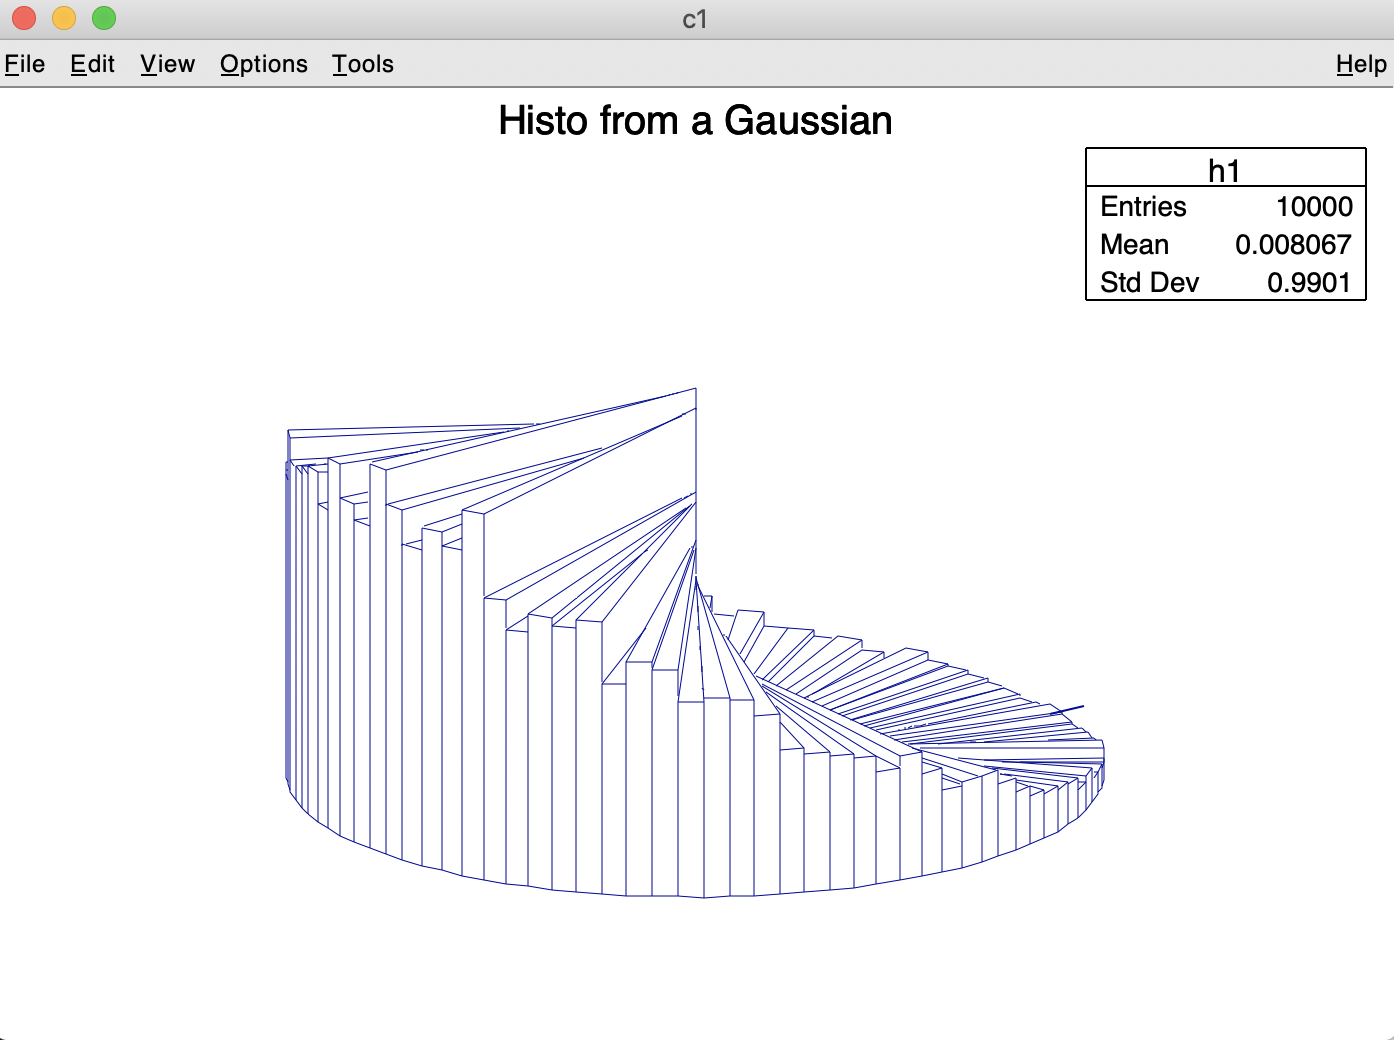 c1
File Edit View Options Tools Help
Histo from a Gaussian
h1
Entries 10000
Mean 0.008067
Std Dev 0.9901